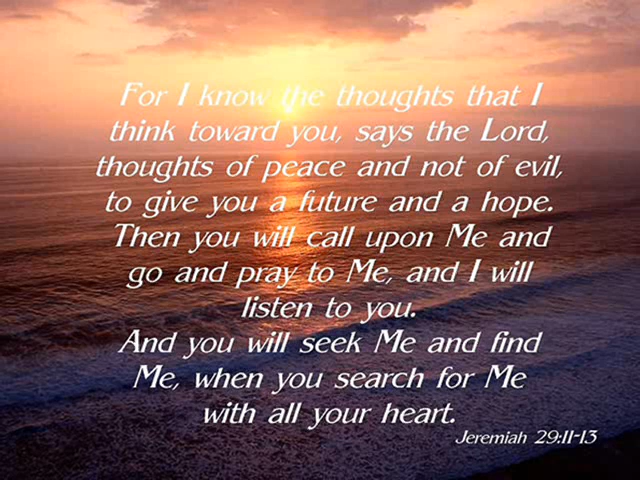 For I know the thoughts that I
think toward you, says the Lord,
thoughts of peace and not of evil,
to give you a future and a hope.
Then you will call upon Me and
go and pray to Me, and I will
listen to you.
And you will seek Me and find
Me, when you search for Me
with all your heart.
Jeremiah 29:11-13